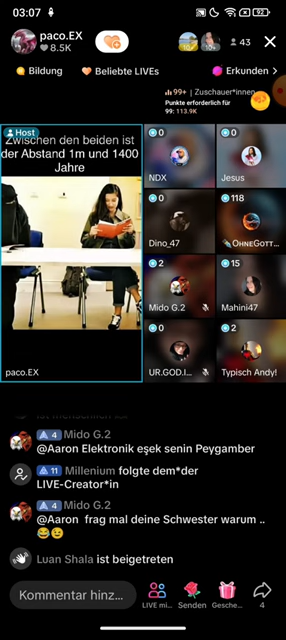 03:07
92
paco.EX
8.5K
10+
43
Bildung
Beliebte LIVEs
Erkunden >
99+ | Zuschauer*innen
Punkte erforderlich für
99: 113.9K
Host
Zwischen den beiden ist
der Abstand 1m und 1400
Jahre
paco.EX
0
NDX
0
Jesus
0
Dino_47
118
OHNEGOTT...
2
Mido G.2
15
Mahini47
0
UR.GOD.I...
2
Typisch Andy!
4 Mido G.2
@Aaron Elektronik eşek senin Peygamber
11 Millenium folgte dem*der
LIVE-Creator*in
4 Mido G.2
@Aaron frag mal deine Schwester warum ..
Luan Shala ist beigetreten
Kommentar hinz...
LIVE mi...
Senden
Gesche...
4